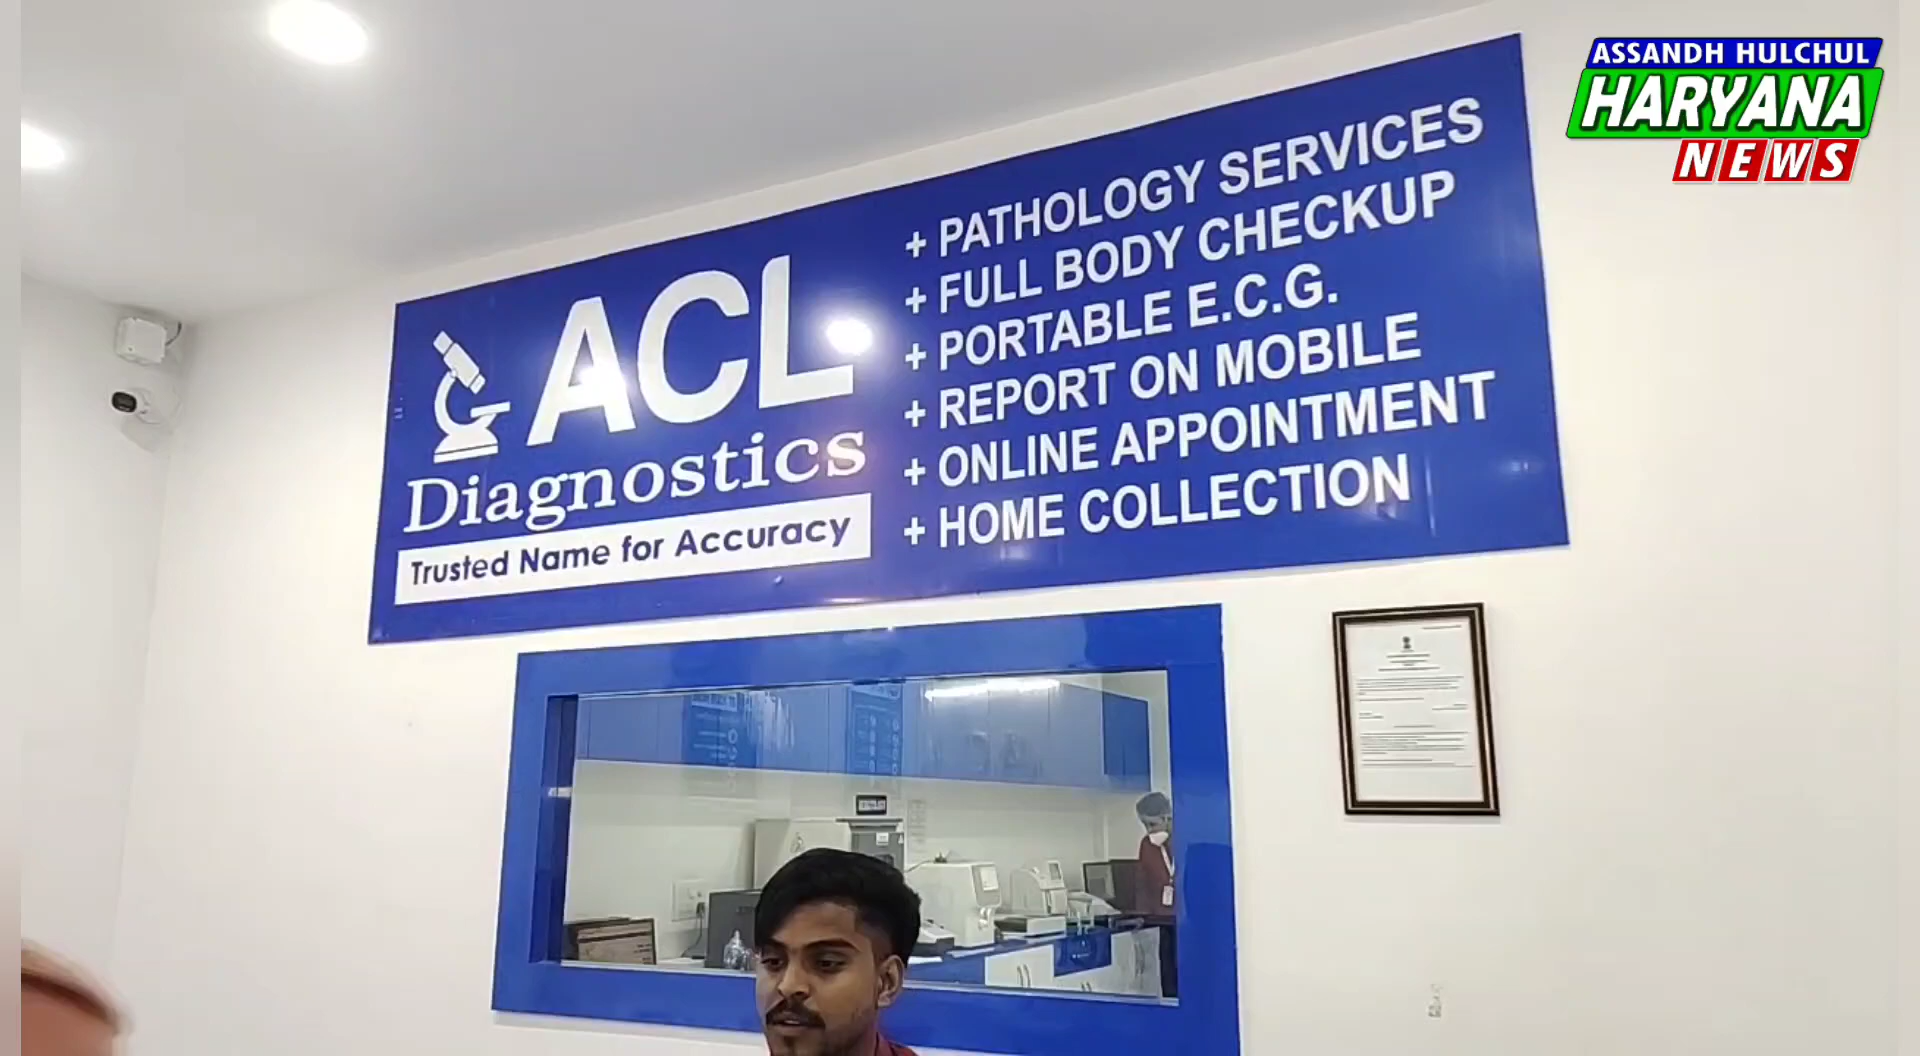 ASSANDH HULCHUL
HARYANA
NEWS
ACL
Diagnostics
Trusted Name for Accuracy
+ PATHOLOGY SERVICES
+ FULL BODY CHECKUP
+ PORTABLE E.C.G.
+ REPORT ON MOBILE
+ ONLINE APPOINTMENT
+ HOME COLLECTION